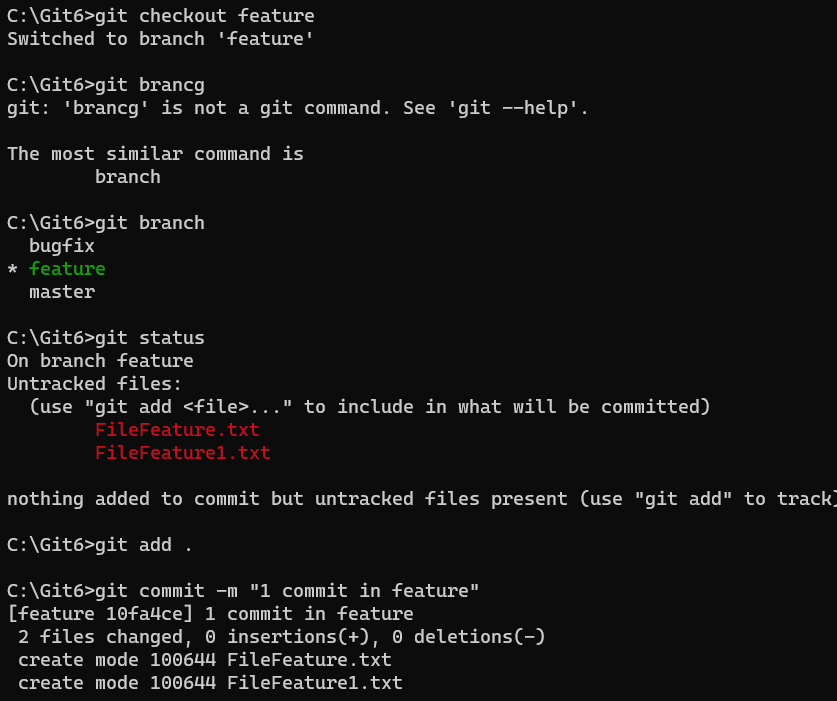 C:\Git6>git checkout feature
Switched to branch 'feature'
C:\Git6>git brancg
git: 'brancg' is not a git command. See 'git --help'.
The most similar command is
branch
C:\Git6>git branch
bugfix
* feature
master
C:\Git6>git status
On branch feature
Untracked files:
(use "git add <file>..." to include in what will be committed)
FileFeature.txt
FileFeature1.txt
nothing added to commit but untracked files present (use "git add" to track)
C:\Git6>git add .
C:\Git6>git commit -m "1 commit in feature"
[feature 10fa4ce] 1 commit in feature
2 files changed, 0 insertions(+), 0 deletions(-)
create mode 100644 FileFeature.txt
create mode 100644 FileFeature1.txt